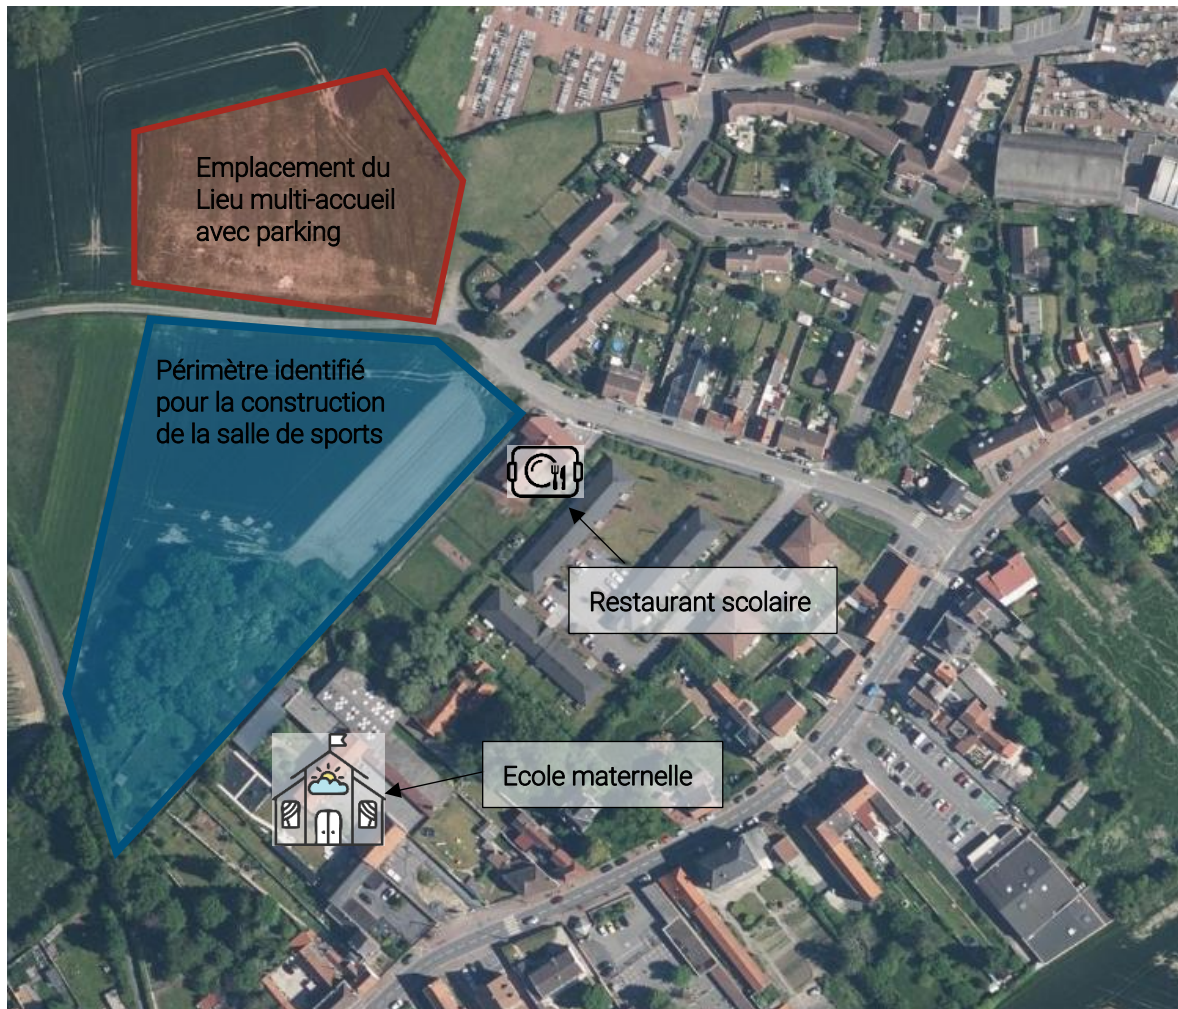 Emplacement du
Lieu multi-accueil
avec parking
Périmètre identifié
pour la construction
de la salle de sports
Restaurant scolaire
Ecole maternelle